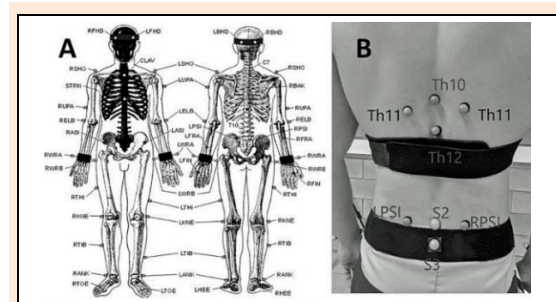 A
RFHD
LFHD
LBHD
RBHD
CLAV
C7
RSHO
LSHO
RSHO
STRN
LUPA
RBAK
RUPA
RUPA
LELB
RELB
RELB
RASI
LASI
LPSI
T10
RPSI
LFRA
RFRA
LWRA
RWRA
RWRA
RWRB
LFIN
RWRB
LWRB
RFIN
RTHI
LTHI
RTHI
RKNE
LKNE
RKNE
RTIB
LTIB
RTIB
RANK
LANK
RANK
RTOE
LTOE
LHEE
RHEE
B
Th10
Th11
Th11
Th12
LPSI
S2
RPSI
S3